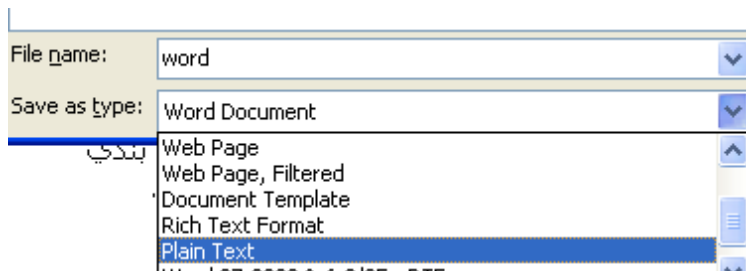 File name:
word
Save as type:
Word Document
Web Page
Web Page, Filtered
Document Template
Rich Text Format
Plain Text